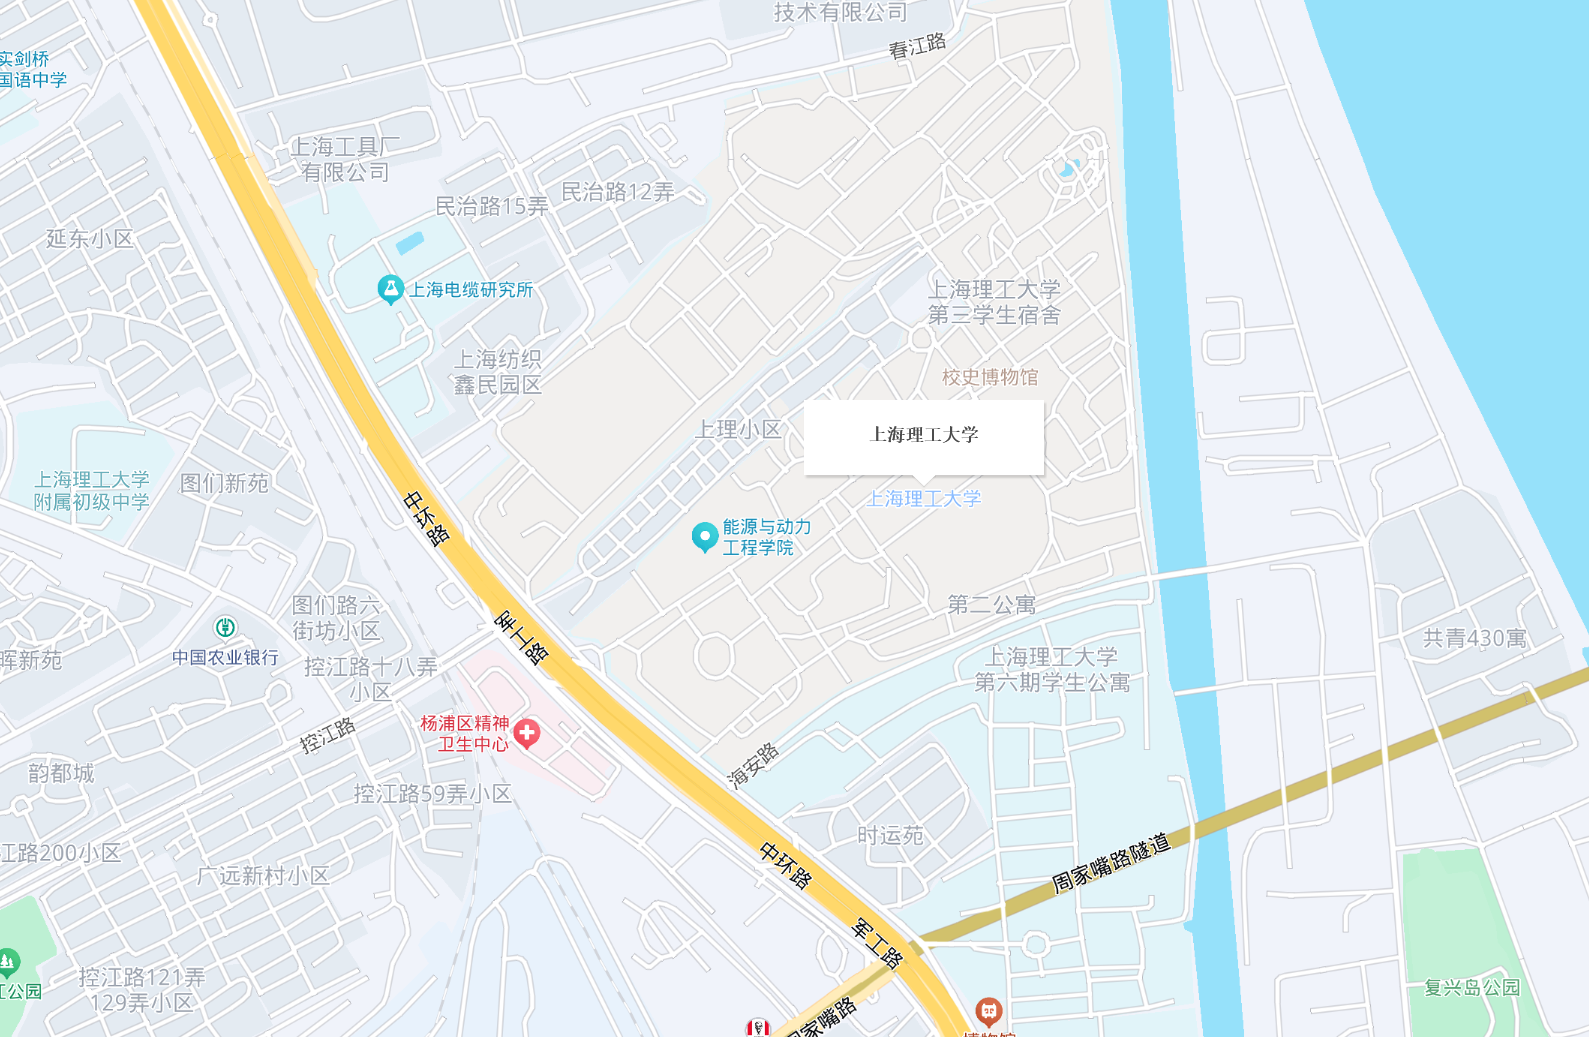 技术有限公司
春江路
实剑桥
国语中学
上海工具厂
有限公司
民治路15弄
民治路12弄
延东小区
上海电缆研究所
上海理工大学
第三学生宿舍
上海纺织
鑫民园区
校史博物馆
上理小区
上海理工大学
上海理工大学
附属初级中学
图们新苑
中环路
上海理工大学
能源与动力
工程学院
图们路六
街坊小区
第二公寓
军工路
中国农业银行
晖新苑
控江路十八弄
小区
共青430寓
上海理工大学
第六期学生公寓
杨浦区精神
卫生中心
控江路
海安路
韵都城
控江路59弄小区
时运苑
江路200小区
广远新村小区
中环路
周家嘴路隧道
军工路
控江路121弄
129弄小区
江公园
复兴岛公园
周家嘴路
博物馆